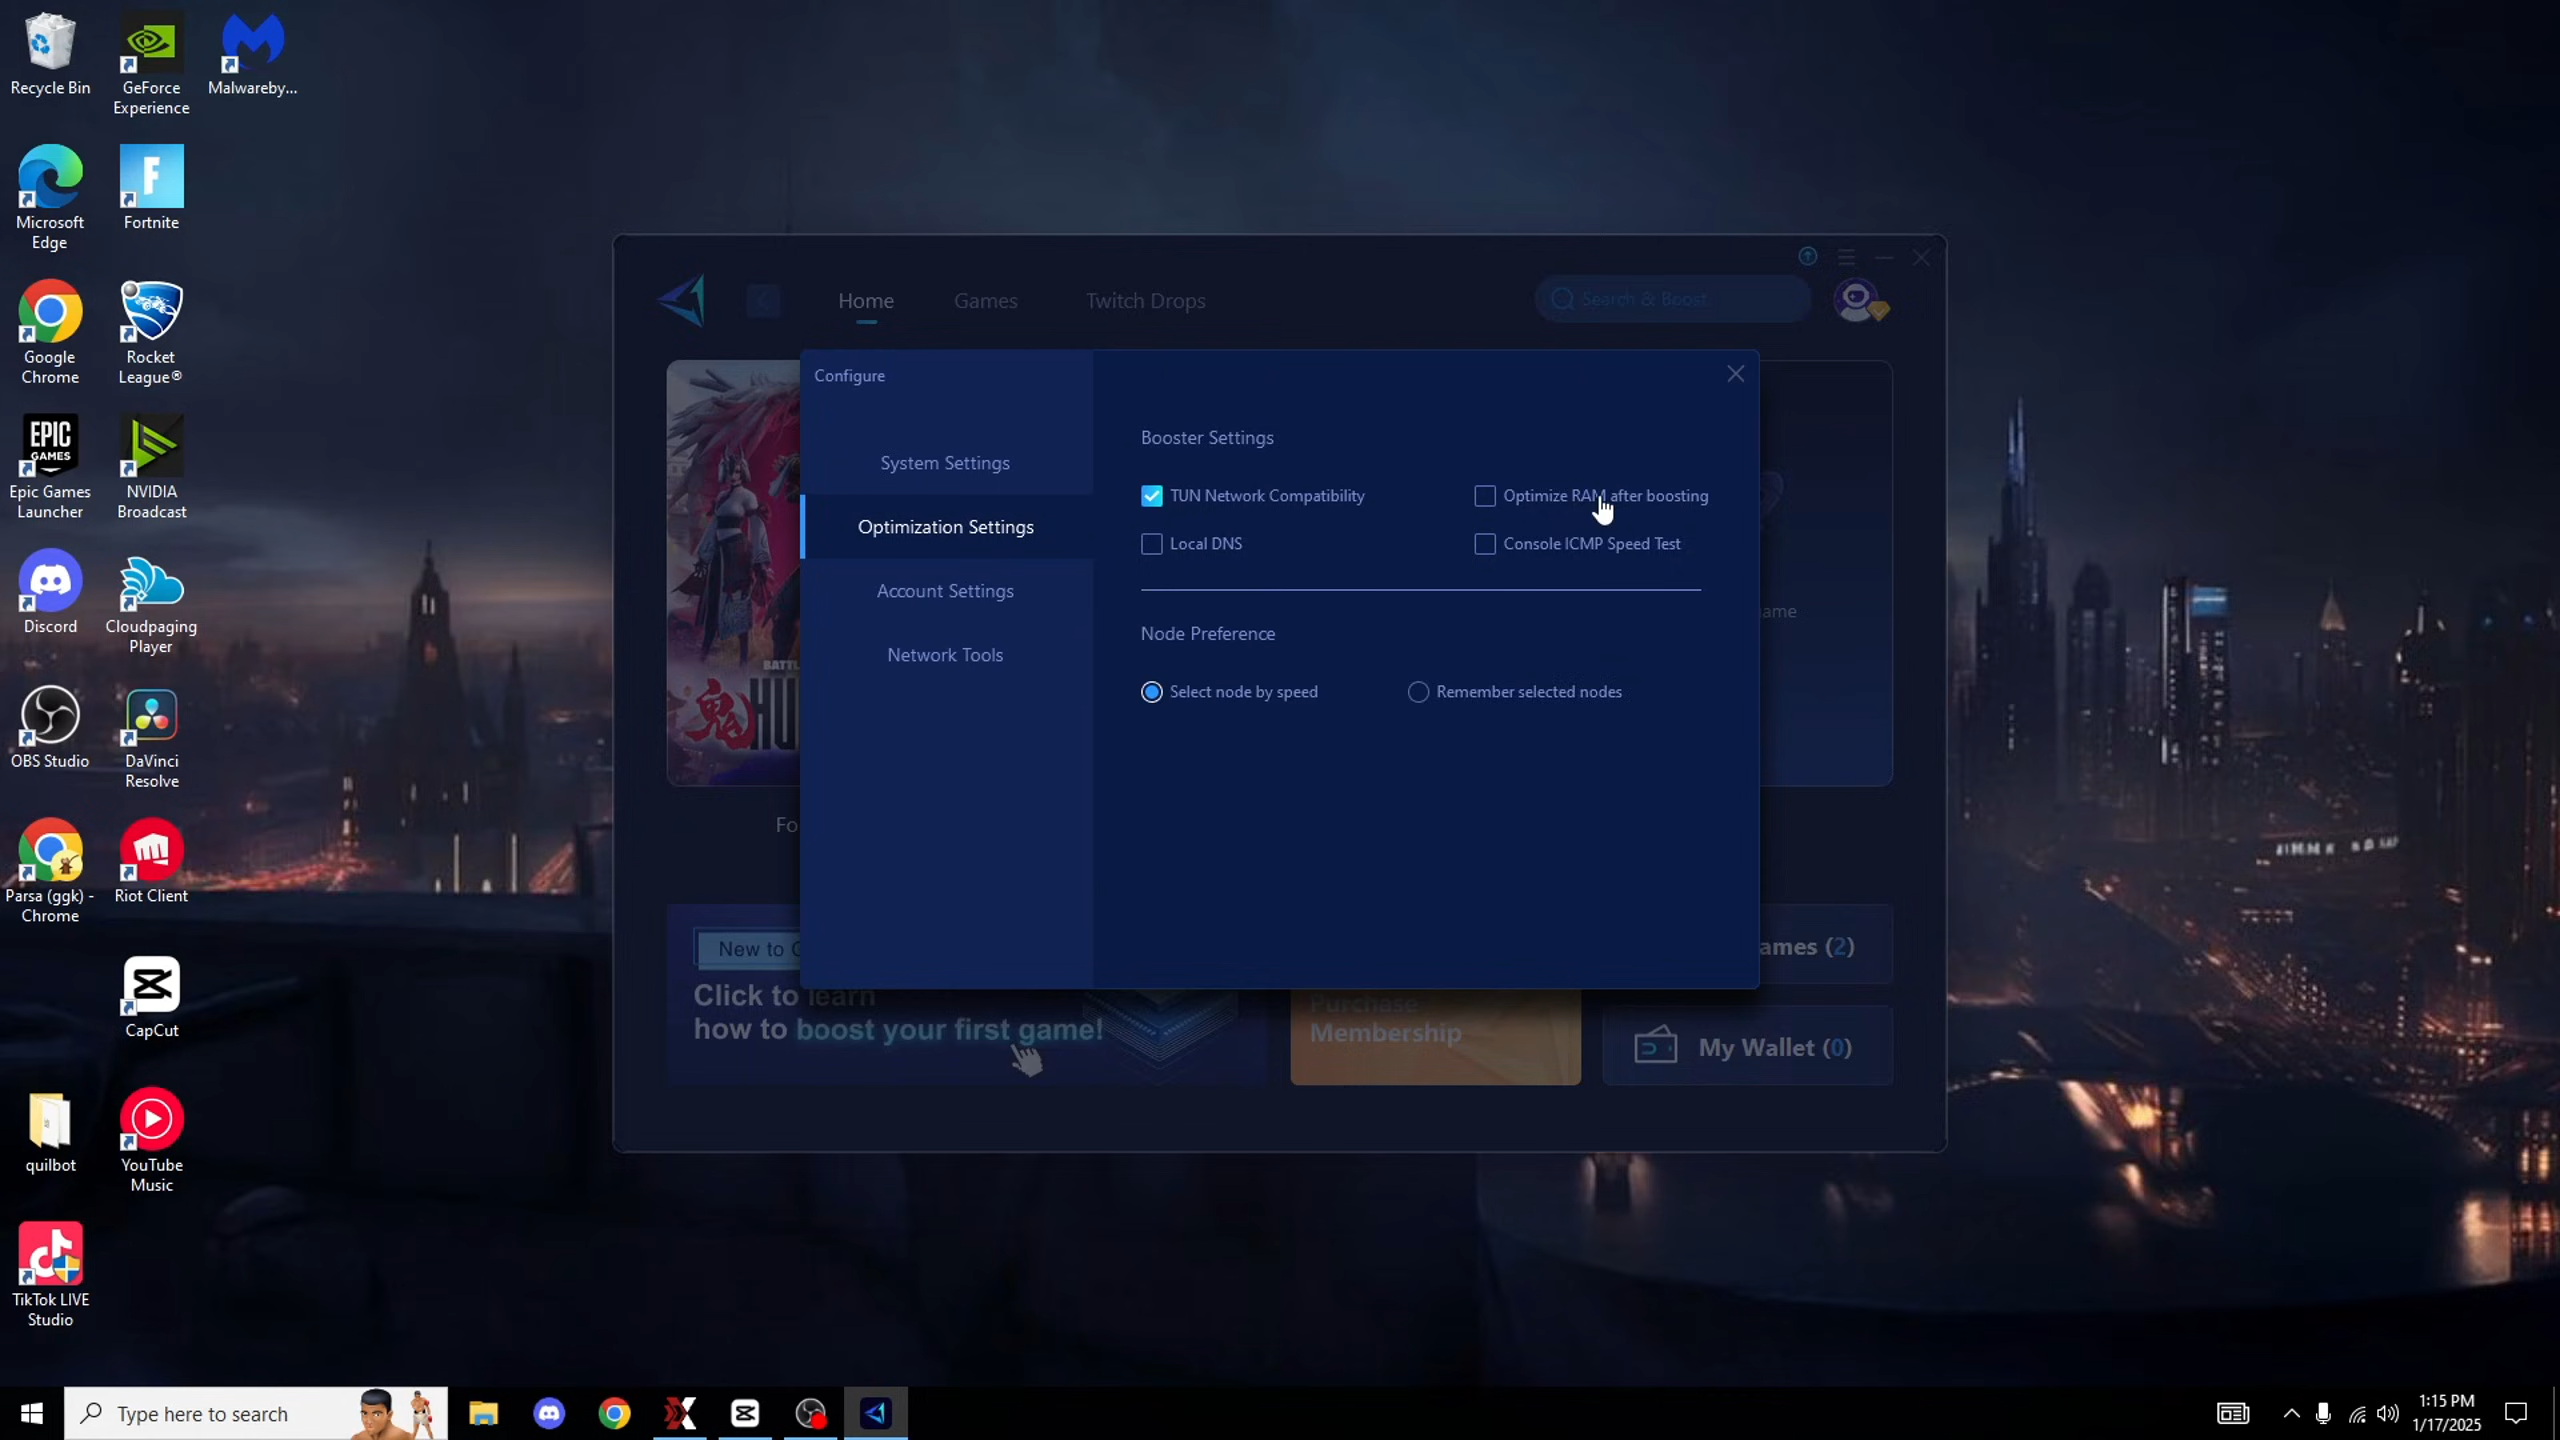 Recycle Bin
GeForce
Experience
Malwareby...
Microsoft
Edge
Fortnite
Google
Chrome
Rocket
League®
EPIC
GAMES
Epic Games
Launcher
NVIDIA
Broadcast
Discord
Cloudpaging
Player
OBS Studio
DaVinci
Resolve
Parsa (ggk) -
Chrome
Riot Client
CapCut
quilbot
YouTube
Music
TikTok LIVE
Studio
Home
Games
Twitch Drops
Search & Boost
Configure
System Settings
Optimization Settings
Account Settings
Network Tools
Booster Settings
TUN Network Compatibility
Optimize RAM after boosting
Local DNS
Console ICMP Speed Test
Node Preference
Select node by speed
Remember selected nodes
ame
BATTL
鬼 HU
Fo
New to G
Click to learn
how to boost your first game!
Purchase
Membership
ames (2)
My Wallet (0)
Type here to search
1:15 PM
1/17/2025